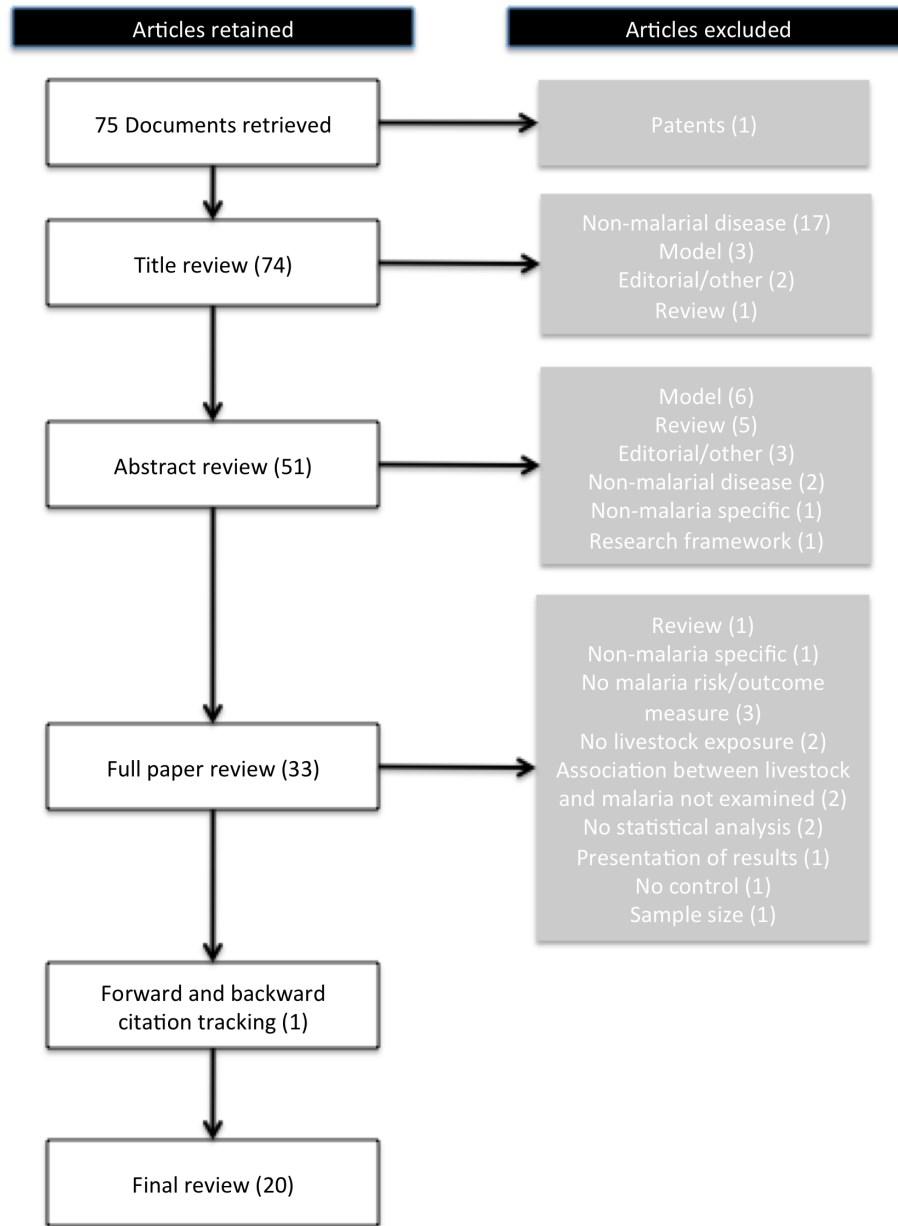 Articles retained
Articles excluded
75 Documents retrieved
Patents (1)
Title review (74)
Non-malarial disease (17)
Model (3)
Editorial/other (2)
Review (1)
Abstract review (51)
Model (6)
Review (5)
Editorial/other (3)
Non-malarial disease (2)
Non-malaria specific (1)
Research framework (1)
Full paper review (33)
Review (1)
Non-malaria specific (1)
No malaria risk/outcome
measure (3)
No livestock exposure (2)
Association between livestock
and malaria not examined (2)
No statistical analysis (2)
Presentation of results (1)
No control (1)
Sample size (1)
Forward and backward
citation tracking (1)
Final review (20)